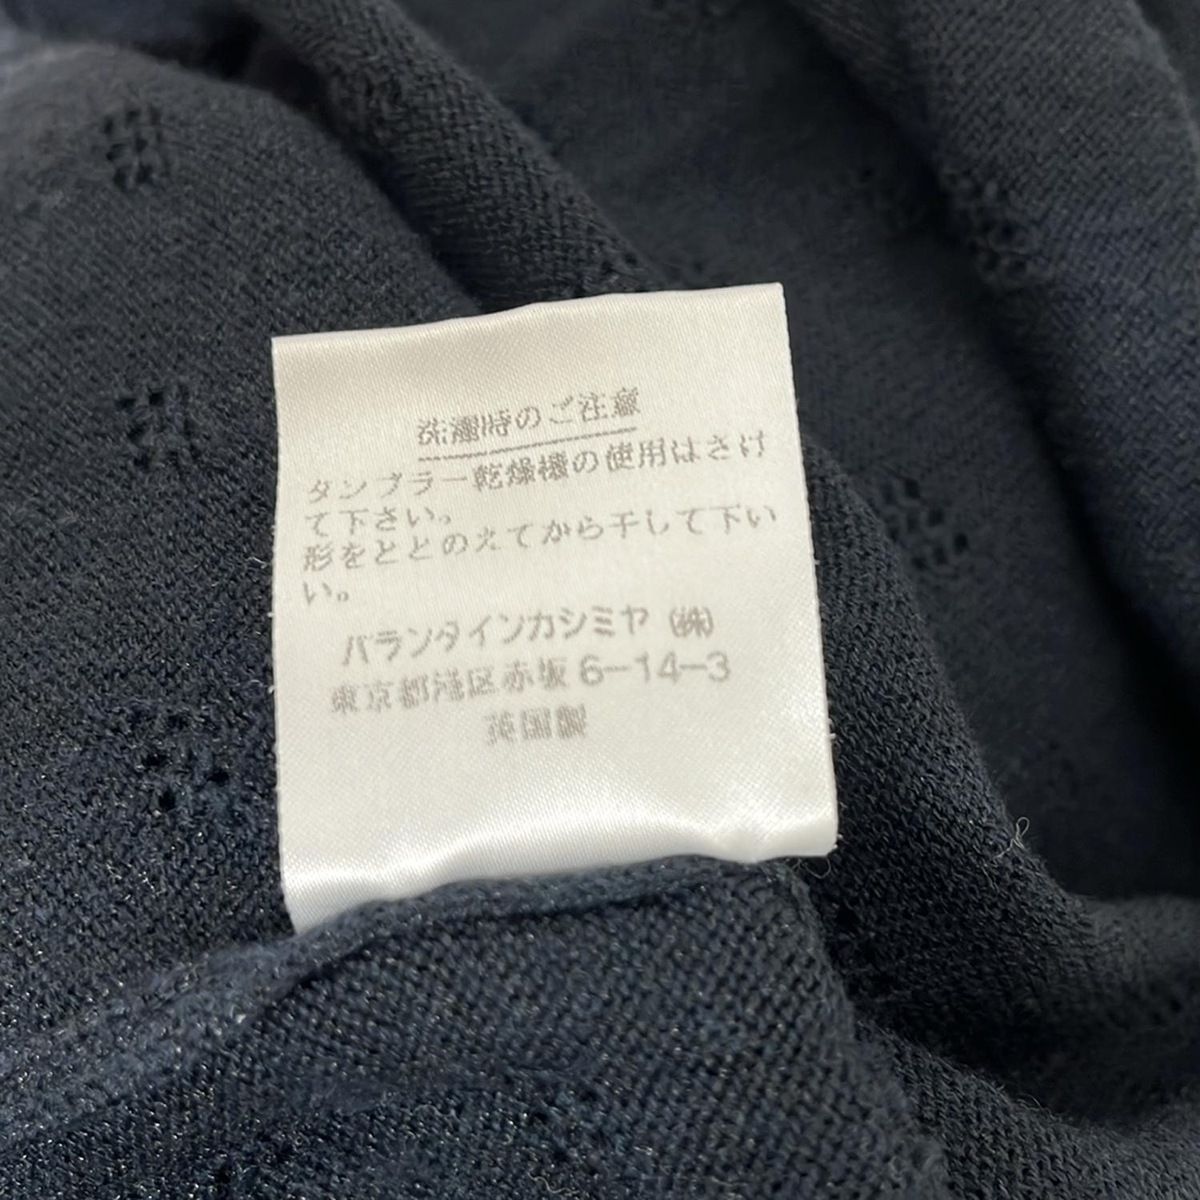 洗濯時のご注意
タンブラー乾燥機の使用はさけ
て下さい。
形をととのえてから干して下い
い。
バランタインカシミヤ (株)
東京都港区赤坂6-14-3
英国製